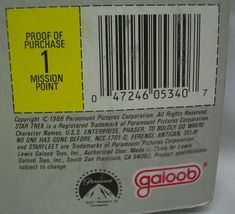 PROOF OF
PURCHASE
1
MISSION
POINT
0 47246 05340 7
Copyright © 1988 Paramount Pictures Corporation. All Rights Reserved.
STAR TREK is a Registered Trademark of Paramount Pictures Corporation.
Character Names, U.S.S. ENTERPRISE, PHASER, TO BOLDLY GO WHERE
NO ONE HAS GONE BEFORE, NCC-1701-D, FERENGI, ANTICAN, SELAY
and STARFLEET are Trademarks of Paramount Pictures Corporation.
Lewis Galoob Toys, Inc. Authorized User. Made in China for Lewis
Galoob Toys, Inc., South San Francisco, CA 94080. Product specifications
subject to change.
Paramount
A Gulf + Western
Company
galoob